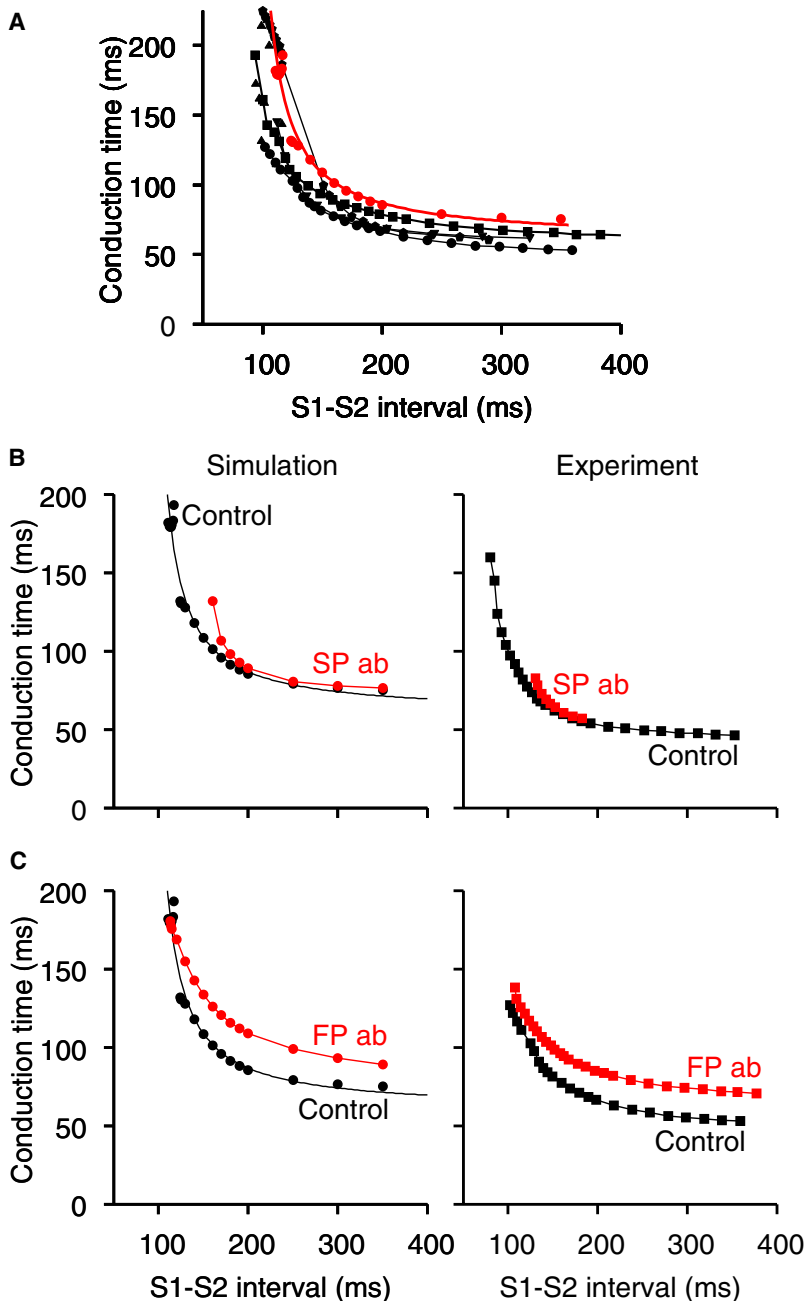 A
Conduction time (ms)
200
150
100
50
0
100 200 300 400
S1-S2 interval (ms)
B
Simulation Experiment
Conduction time (ms)
200
150
100
50
0
Control
SP ab
SP ab
Control
C
Conduction time (ms)
200
150
100
50
0
FP ab
Control
FP ab
Control
100 200 300 400 100 200 300 400
S1-S2 interval (ms) S1-S2 interval (ms)